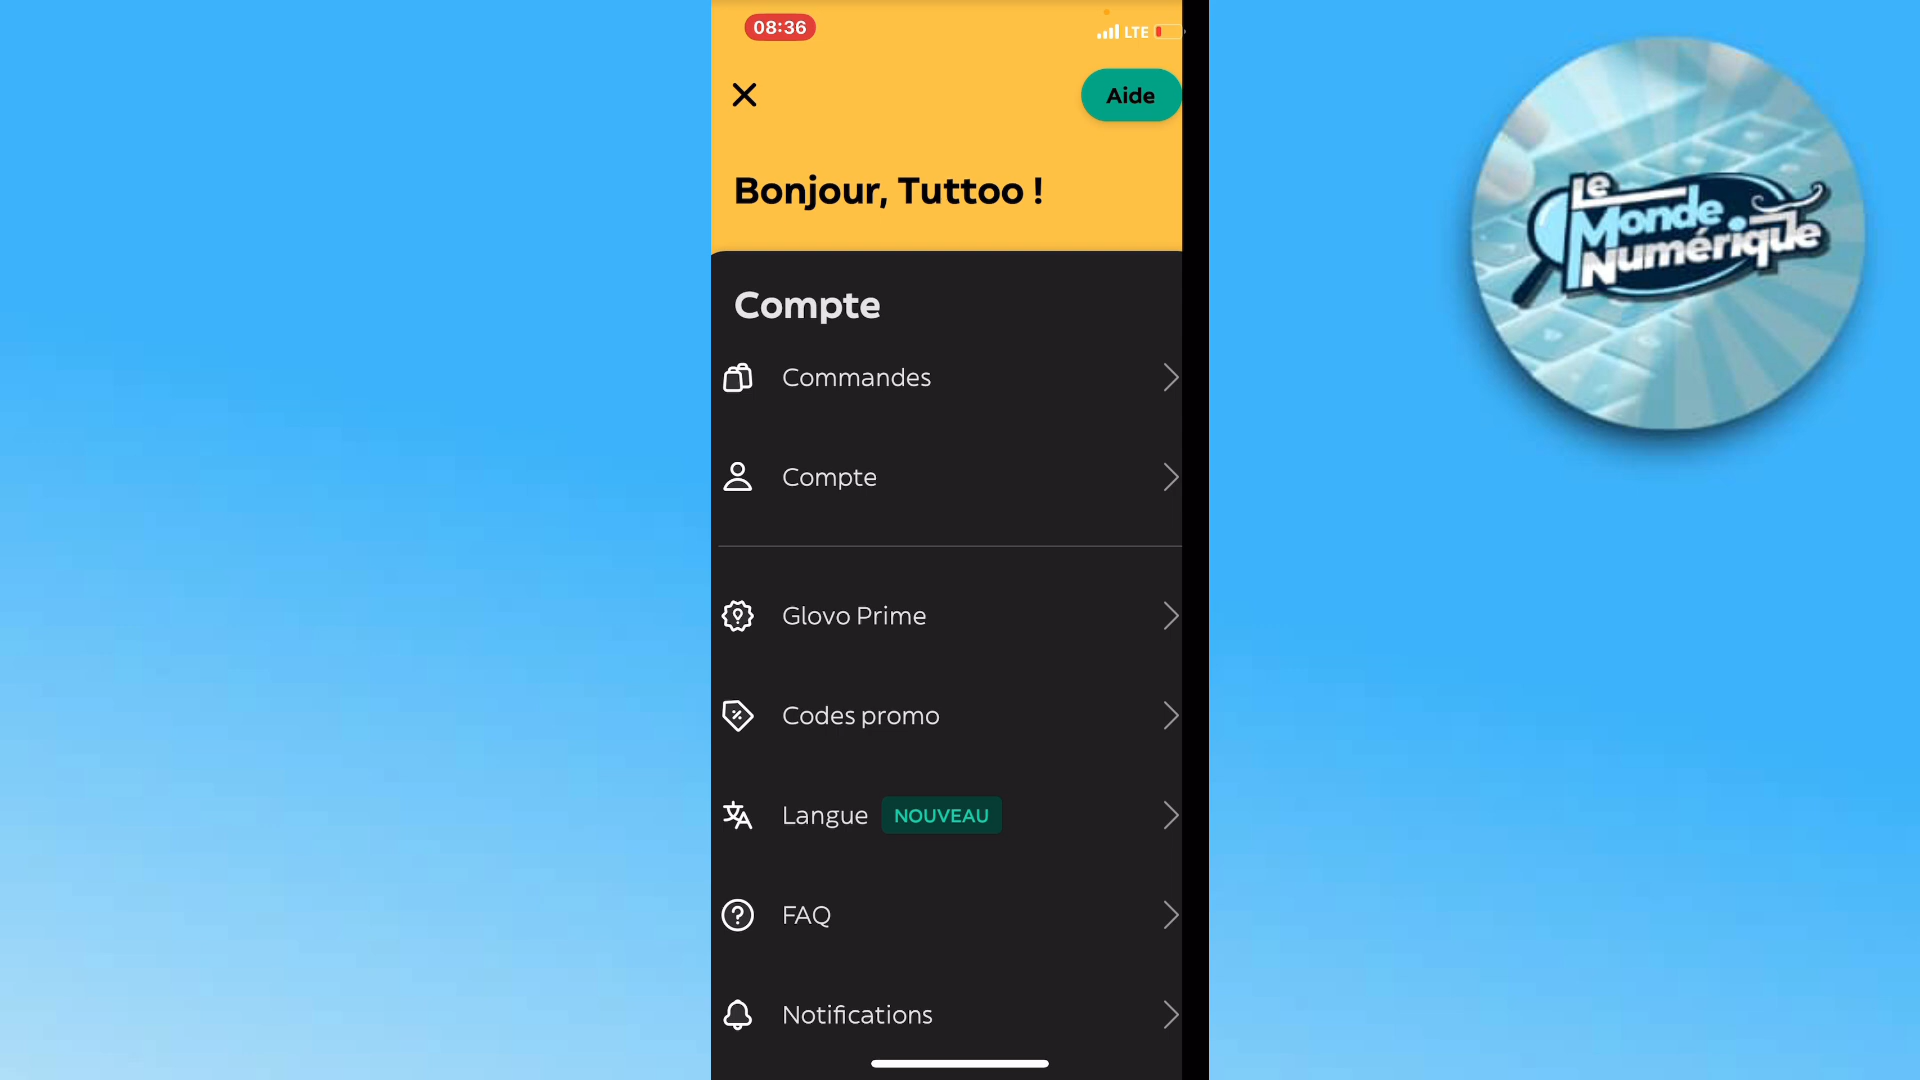 08:36
LTE
Aide
Bonjour, Tuttoo !
Compte
Commandes
Compte
Glovo Prime
Codes promo
Langue NOUVEAU
FAQ
Notifications
Le
Monde
Numérique